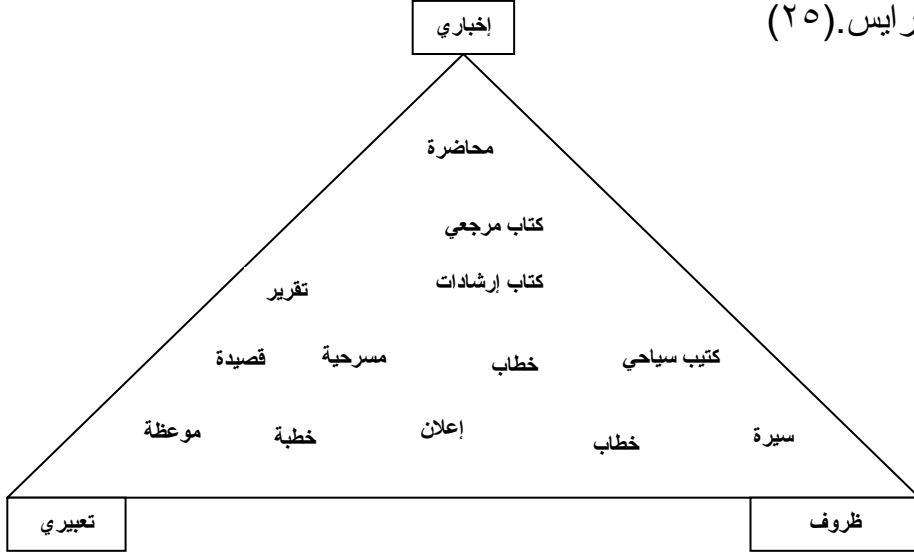 رايس.(٢٥)
إخباري
محاضرة
كتاب مرجعي
كتاب إرشادات
تقرير
كتيب سياحي
خطاب
مسرحية
قصيدة
سيرة
خطاب
إعلان
خطبة
موعظة
ظروف
تعبيري